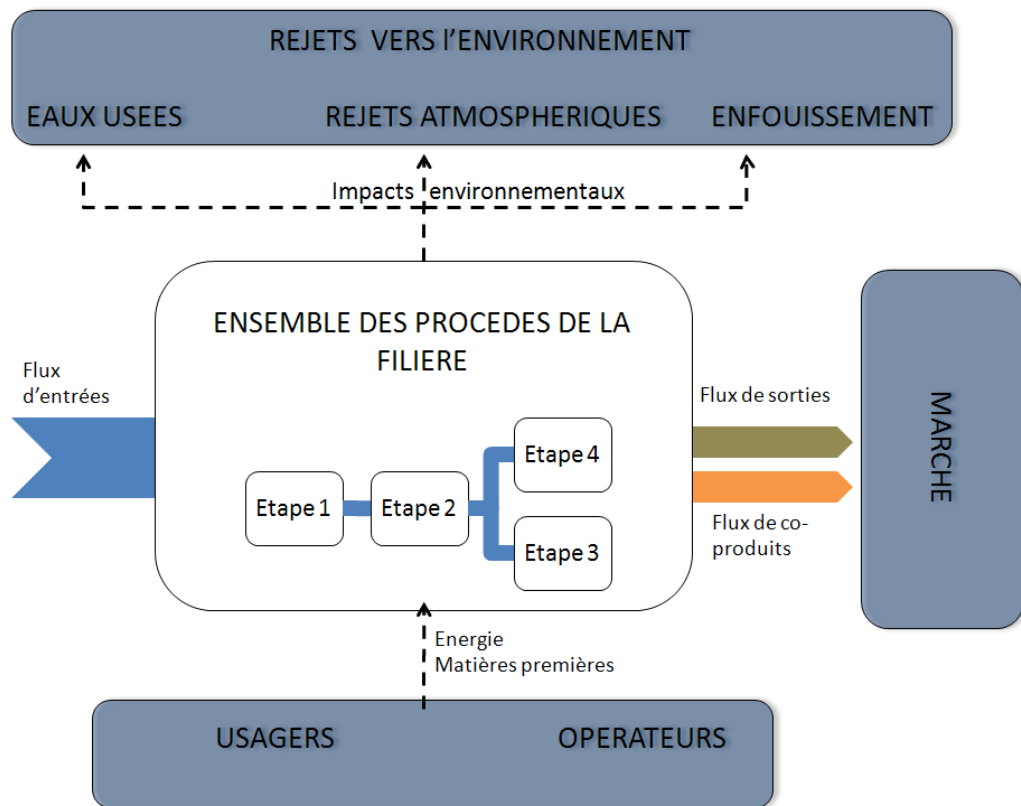 REJETS VERS l'ENVIRONNEMENT
EAUX USEES
REJETS ATMOSPHERIQUES
ENFOUISSEMENT
Impacts environnementaux
ENSEMBLE DES PROCEDES DE LA
FILIERE
Flux
d'entrées
Etape 1
Etape 2
Etape 4
Etape 3
Flux de sorties
Flux de co-
produits
MARCHE
Energie
Matières premières
USAGERS
OPERATEURS